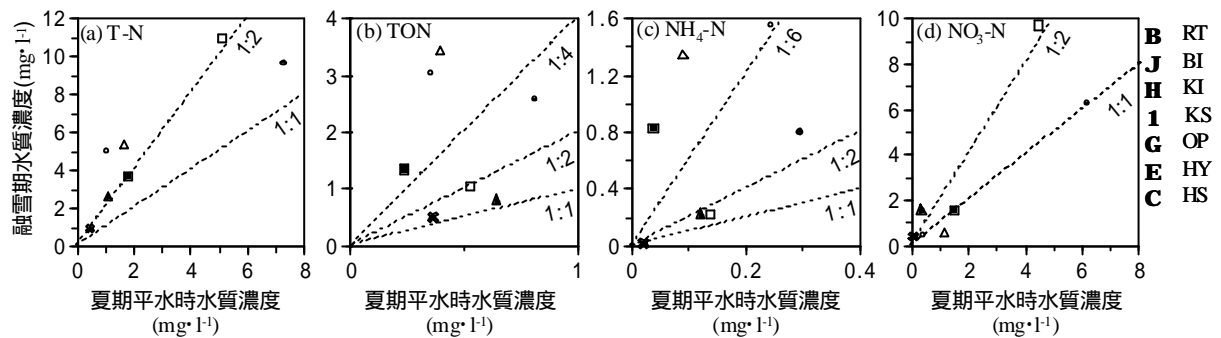 (a) T-N
(b) TON
(c) NH4-N
(d) NO3-N
融雪期水質濃度(mg・l-1)
12
10
8
6
4
2
0
1:2
1:1
0 2 4 6 8
4
3
2
1
0
1:4
1:2
1:1
0 1
1.6
1.2
0.8
0.4
0
1:6
1:2
1:1
0 0.2 0.4
10
8
6
4
2
0
1:2
1:1
0 2 4 6 8
夏期平水時水質濃度
(mg・l-1)
夏期平水時水質濃度
(mg・l-1)
夏期平水時水質濃度
(mg・l-1)
夏期平水時水質濃度
(mg・l-1)
B RT
J BI
H KI
1 KS
G OP
E HY
C HS